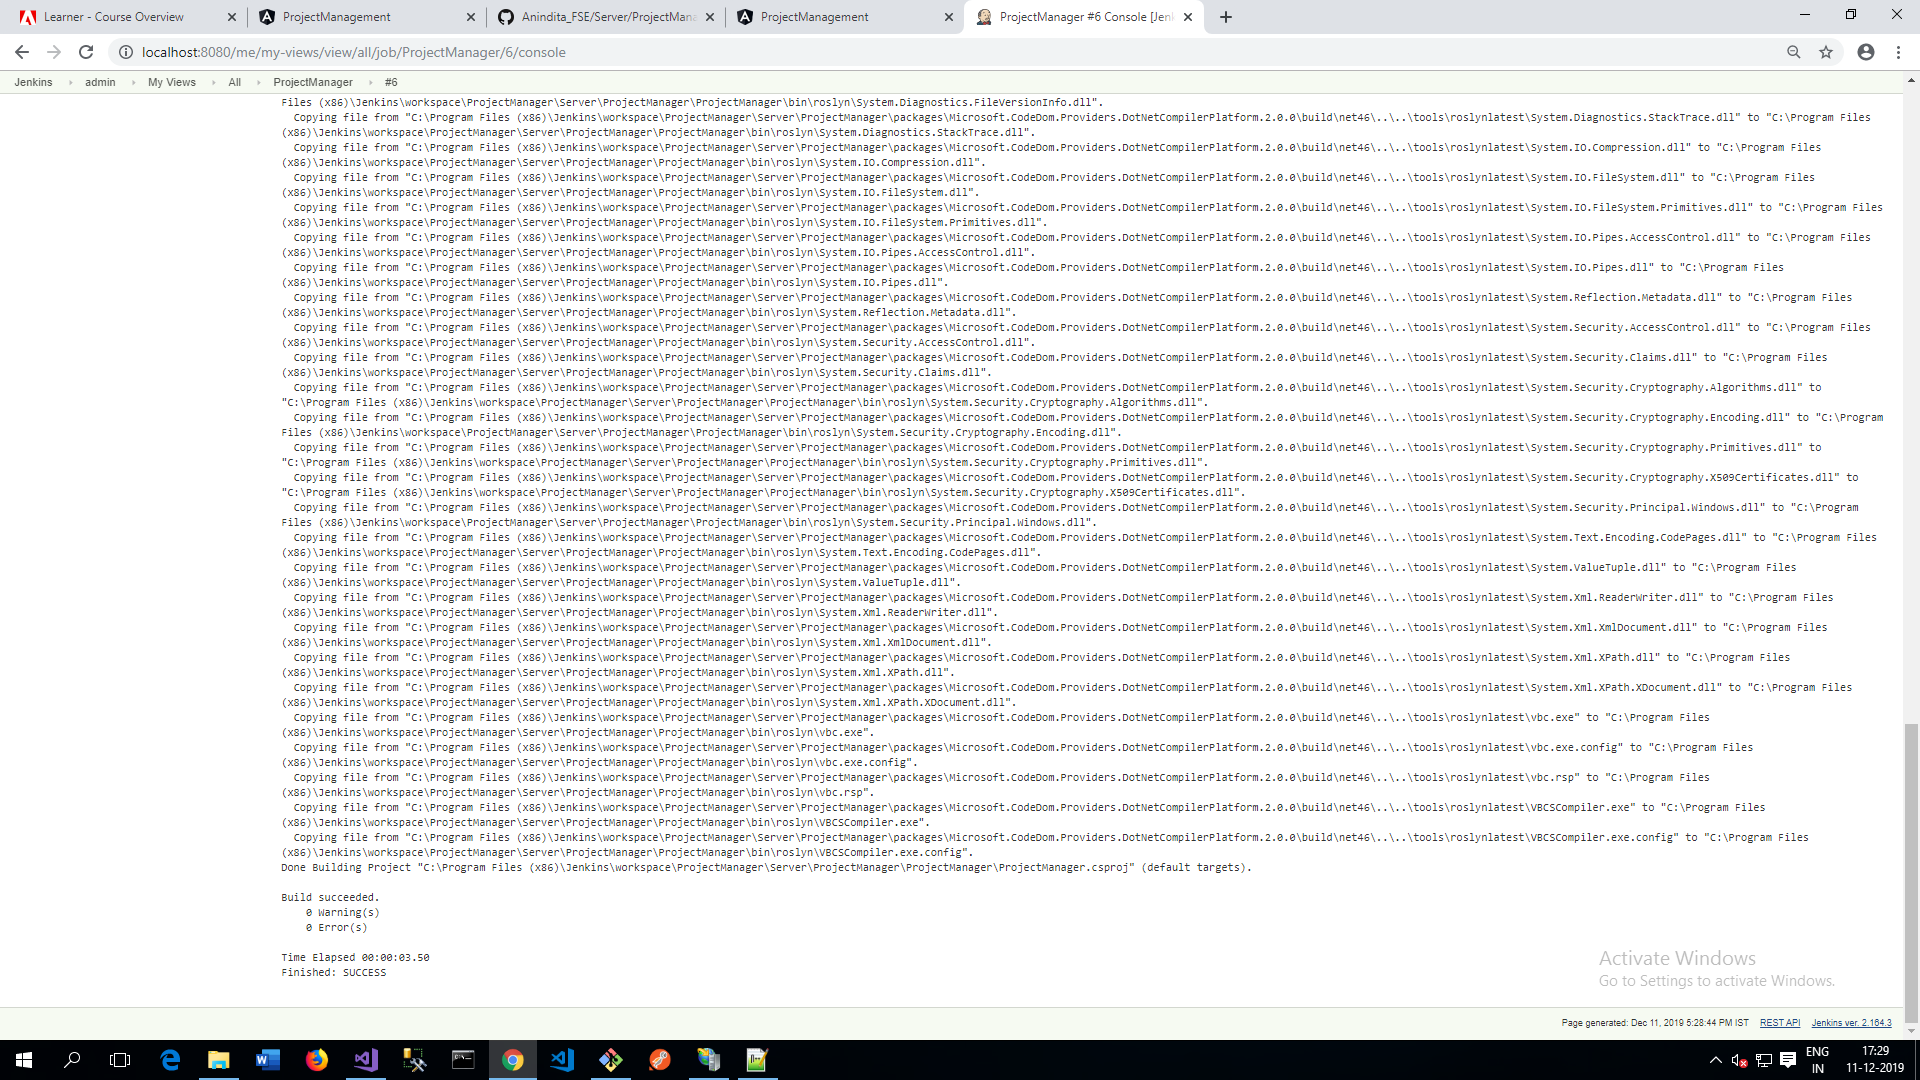 Learner - Course Overview
ProjectManagement
Anindita_FSE/Server/ProjectMana
ProjectManagement
ProjectManager #6 Console [Jen
localhost:8080/me/my-views/view/all/job/ProjectManager/6/console
Jenkins admin My Views All ProjectManager #6
Files (x86)\Jenkins\workspace\ProjectManager\Server\ProjectManager\ProjectManager\bin\roslyn\System.Diagnostics.FileVersionInfo.dll".
Copying file from "C:\Program Files (x86)\Jenkins\workspace\ProjectManager\Server\ProjectManager\packages\Microsoft.CodeDom.Providers.DotNetCompilerPlatform.2.0.0\build\net46\..\..\tools\roslynlatest\System.Diagnostics.StackTrace.dll" to "C:\Program Files
(x86)\Jenkins\workspace\ProjectManager\Server\ProjectManager\ProjectManager\bin\roslyn\System.Diagnostics.StackTrace.dll".
Copying file from "C:\Program Files (x86)\Jenkins\workspace\ProjectManager\Server\ProjectManager\packages\Microsoft.CodeDom.Providers.DotNetCompilerPlatform.2.0.0\build\net46\..\..\tools\roslynlatest\System.IO.Compression.dll" to "C:\Program Files
(x86)\Jenkins\workspace\ProjectManager\Server\ProjectManager\ProjectManager\bin\roslyn\System.IO.Compression.dll".
Copying file from "C:\Program Files (x86)\Jenkins\workspace\ProjectManager\Server\ProjectManager\packages\Microsoft.CodeDom.Providers.DotNetCompilerPlatform.2.0.0\build\net46\..\..\tools\roslynlatest\System.IO.FileSystem.dll" to "C:\Program Files
(x86)\Jenkins\workspace\ProjectManager\Server\ProjectManager\ProjectManager\bin\roslyn\System.IO.FileSystem.dll".
Copying file from "C:\Program Files (x86)\Jenkins\workspace\ProjectManager\Server\ProjectManager\packages\Microsoft.CodeDom.Providers.DotNetCompilerPlatform.2.0.0\build\net46\..\..\tools\roslynlatest\System.IO.FileSystem.Primitives.dll" to "C:\Program Files
(x86)\Jenkins\workspace\ProjectManager\Server\ProjectManager\ProjectManager\bin\roslyn\System.IO.FileSystem.Primitives.dll".
Copying file from "C:\Program Files (x86)\Jenkins\workspace\ProjectManager\Server\ProjectManager\packages\Microsoft.CodeDom.Providers.DotNetCompilerPlatform.2.0.0\build\net46\..\..\tools\roslynlatest\System.IO.Pipes.AccessControl.dll" to "C:\Program Files
(x86)\Jenkins\workspace\ProjectManager\Server\ProjectManager\ProjectManager\bin\roslyn\System.IO.Pipes.AccessControl.dll".
Copying file from "C:\Program Files (x86)\Jenkins\workspace\ProjectManager\Server\ProjectManager\packages\Microsoft.CodeDom.Providers.DotNetCompilerPlatform.2.0.0\build\net46\..\..\tools\roslynlatest\System.IO.Pipes.dll" to "C:\Program Files
(x86)\Jenkins\workspace\ProjectManager\Server\ProjectManager\ProjectManager\bin\roslyn\System.IO.Pipes.dll".
Copying file from "C:\Program Files (x86)\Jenkins\workspace\ProjectManager\Server\ProjectManager\packages\Microsoft.CodeDom.Providers.DotNetCompilerPlatform.2.0.0\build\net46\..\..\tools\roslynlatest\System.Reflection.Metadata.dll" to "C:\Program Files
(x86)\Jenkins\workspace\ProjectManager\Server\ProjectManager\ProjectManager\bin\roslyn\System.Reflection.Metadata.dll".
Copying file from "C:\Program Files (x86)\Jenkins\workspace\ProjectManager\Server\ProjectManager\packages\Microsoft.CodeDom.Providers.DotNetCompilerPlatform.2.0.0\build\net46\..\..\tools\roslynlatest\System.Security.AccessControl.dll" to "C:\Program Files
(x86)\Jenkins\workspace\ProjectManager\Server\ProjectManager\ProjectManager\bin\roslyn\System.Security.AccessControl.dll".
Copying file from "C:\Program Files (x86)\Jenkins\workspace\ProjectManager\Server\ProjectManager\packages\Microsoft.CodeDom.Providers.DotNetCompilerPlatform.2.0.0\build\net46\..\..\tools\roslynlatest\System.Security.Claims.dll" to "C:\Program Files
(x86)\Jenkins\workspace\ProjectManager\Server\ProjectManager\ProjectManager\bin\roslyn\System.Security.Claims.dll".
Copying file from "C:\Program Files (x86)\Jenkins\workspace\ProjectManager\Server\ProjectManager\packages\Microsoft.CodeDom.Providers.DotNetCompilerPlatform.2.0.0\build\net46\..\..\tools\roslynlatest\System.Security.Cryptography.Algorithms.dll" to
"C:\Program Files (x86)\Jenkins\workspace\ProjectManager\Server\ProjectManager\ProjectManager\bin\roslyn\System.Security.Cryptography.Algorithms.dll".
Copying file from "C:\Program Files (x86)\Jenkins\workspace\ProjectManager\Server\ProjectManager\packages\Microsoft.CodeDom.Providers.DotNetCompilerPlatform.2.0.0\build\net46\..\..\tools\roslynlatest\System.Security.Cryptography.Encoding.dll" to "C:\Program
Files (x86)\Jenkins\workspace\ProjectManager\Server\ProjectManager\ProjectManager\bin\roslyn\System.Security.Cryptography.Encoding.dll".
Copying file from "C:\Program Files (x86)\Jenkins\workspace\ProjectManager\Server\ProjectManager\packages\Microsoft.CodeDom.Providers.DotNetCompilerPlatform.2.0.0\build\net46\..\..\tools\roslynlatest\System.Security.Cryptography.Primitives.dll" to
"C:\Program Files (x86)\Jenkins\workspace\ProjectManager\Server\ProjectManager\ProjectManager\bin\roslyn\System.Security.Cryptography.Primitives.dll".
Copying file from "C:\Program Files (x86)\Jenkins\workspace\ProjectManager\Server\ProjectManager\packages\Microsoft.CodeDom.Providers.DotNetCompilerPlatform.2.0.0\build\net46\..\..\tools\roslynlatest\System.Security.Cryptography.X509Certificates.dll" to
"C:\Program Files (x86)\Jenkins\workspace\ProjectManager\Server\ProjectManager\ProjectManager\bin\roslyn\System.Security.Cryptography.X509Certificates.dll".
Copying file from "C:\Program Files (x86)\Jenkins\workspace\ProjectManager\Server\ProjectManager\packages\Microsoft.CodeDom.Providers.DotNetCompilerPlatform.2.0.0\build\net46\..\..\tools\roslynlatest\System.Security.Principal.Windows.dll" to "C:\Program
Files (x86)\Jenkins\workspace\ProjectManager\Server\ProjectManager\ProjectManager\bin\roslyn\System.Security.Principal.Windows.dll".
Copying file from "C:\Program Files (x86)\Jenkins\workspace\ProjectManager\Server\ProjectManager\packages\Microsoft.CodeDom.Providers.DotNetCompilerPlatform.2.0.0\build\net46\..\..\tools\roslynlatest\System.Text.Encoding.CodePages.dll" to "C:\Program Files
(x86)\Jenkins\workspace\ProjectManager\Server\ProjectManager\ProjectManager\bin\roslyn\System.Text.Encoding.CodePages.dll".
Copying file from "C:\Program Files (x86)\Jenkins\workspace\ProjectManager\Server\ProjectManager\packages\Microsoft.CodeDom.Providers.DotNetCompilerPlatform.2.0.0\build\net46\..\..\tools\roslynlatest\System.ValueTuple.dll" to "C:\Program Files
(x86)\Jenkins\workspace\ProjectManager\Server\ProjectManager\ProjectManager\bin\roslyn\System.ValueTuple.dll".
Copying file from "C:\Program Files (x86)\Jenkins\workspace\ProjectManager\Server\ProjectManager\packages\Microsoft.CodeDom.Providers.DotNetCompilerPlatform.2.0.0\build\net46\..\..\tools\roslynlatest\System.Xml.ReaderWriter.dll" to "C:\Program Files
(x86)\Jenkins\workspace\ProjectManager\Server\ProjectManager\ProjectManager\bin\roslyn\System.Xml.ReaderWriter.dll".
Copying file from "C:\Program Files (x86)\Jenkins\workspace\ProjectManager\Server\ProjectManager\packages\Microsoft.CodeDom.Providers.DotNetCompilerPlatform.2.0.0\build\net46\..\..\tools\roslynlatest\System.Xml.XmlDocument.dll" to "C:\Program Files
(x86)\Jenkins\workspace\ProjectManager\Server\ProjectManager\ProjectManager\bin\roslyn\System.Xml.XmlDocument.dll".
Copying file from "C:\Program Files (x86)\Jenkins\workspace\ProjectManager\Server\ProjectManager\packages\Microsoft.CodeDom.Providers.DotNetCompilerPlatform.2.0.0\build\net46\..\..\tools\roslynlatest\System.Xml.XPath.dll" to "C:\Program Files
(x86)\Jenkins\workspace\ProjectManager\Server\ProjectManager\ProjectManager\bin\roslyn\System.Xml.XPath.dll".
Copying file from "C:\Program Files (x86)\Jenkins\workspace\ProjectManager\Server\ProjectManager\packages\Microsoft.CodeDom.Providers.DotNetCompilerPlatform.2.0.0\build\net46\..\..\tools\roslynlatest\System.Xml.XPath.XDocument.dll" to "C:\Program Files
(x86)\Jenkins\workspace\ProjectManager\Server\ProjectManager\ProjectManager\bin\roslyn\System.Xml.XPath.XDocument.dll".
Copying file from "C:\Program Files (x86)\Jenkins\workspace\ProjectManager\Server\ProjectManager\packages\Microsoft.CodeDom.Providers.DotNetCompilerPlatform.2.0.0\build\net46\..\..\tools\roslynlatest\vbc.exe" to "C:\Program Files
(x86)\Jenkins\workspace\ProjectManager\Server\ProjectManager\ProjectManager\bin\roslyn\vbc.exe".
Copying file from "C:\Program Files (x86)\Jenkins\workspace\ProjectManager\Server\ProjectManager\packages\Microsoft.CodeDom.Providers.DotNetCompilerPlatform.2.0.0\build\net46\..\..\tools\roslynlatest\vbc.exe.config" to "C:\Program Files
(x86)\Jenkins\workspace\ProjectManager\Server\ProjectManager\ProjectManager\bin\roslyn\vbc.exe.config".
Copying file from "C:\Program Files (x86)\Jenkins\workspace\ProjectManager\Server\ProjectManager\packages\Microsoft.CodeDom.Providers.DotNetCompilerPlatform.2.0.0\build\net46\..\..\tools\roslynlatest\vbc.rsp" to "C:\Program Files
(x86)\Jenkins\workspace\ProjectManager\Server\ProjectManager\ProjectManager\bin\roslyn\vbc.rsp".
Copying file from "C:\Program Files (x86)\Jenkins\workspace\ProjectManager\Server\ProjectManager\packages\Microsoft.CodeDom.Providers.DotNetCompilerPlatform.2.0.0\build\net46\..\..\tools\roslynlatest\VBCSCompiler.exe" to "C:\Program Files
(x86)\Jenkins\workspace\ProjectManager\Server\ProjectManager\ProjectManager\bin\roslyn\VBCSCompiler.exe".
Copying file from "C:\Program Files (x86)\Jenkins\workspace\ProjectManager\Server\ProjectManager\packages\Microsoft.CodeDom.Providers.DotNetCompilerPlatform.2.0.0\build\net46\..\..\tools\roslynlatest\VBCSCompiler.exe.config" to "C:\Program Files
(x86)\Jenkins\workspace\ProjectManager\Server\ProjectManager\ProjectManager\bin\roslyn\VBCSCompiler.exe.config".
Done Building Project "C:\Program Files (x86)\Jenkins\workspace\ProjectManager\Server\ProjectManager\ProjectManager\ProjectManager.csproj" (default targets).
Build succeeded.
0 Warning(s)
0 Error(s)
Time Elapsed 00:00:03.50
Finished: SUCCESS
Activate Windows
Go to Settings to activate Windows.
Page generated: Dec 11, 2019 5:28:44 PM IST REST API Jenkins ver. 2.164.3
ENG
IN
17:29
11-12-2019